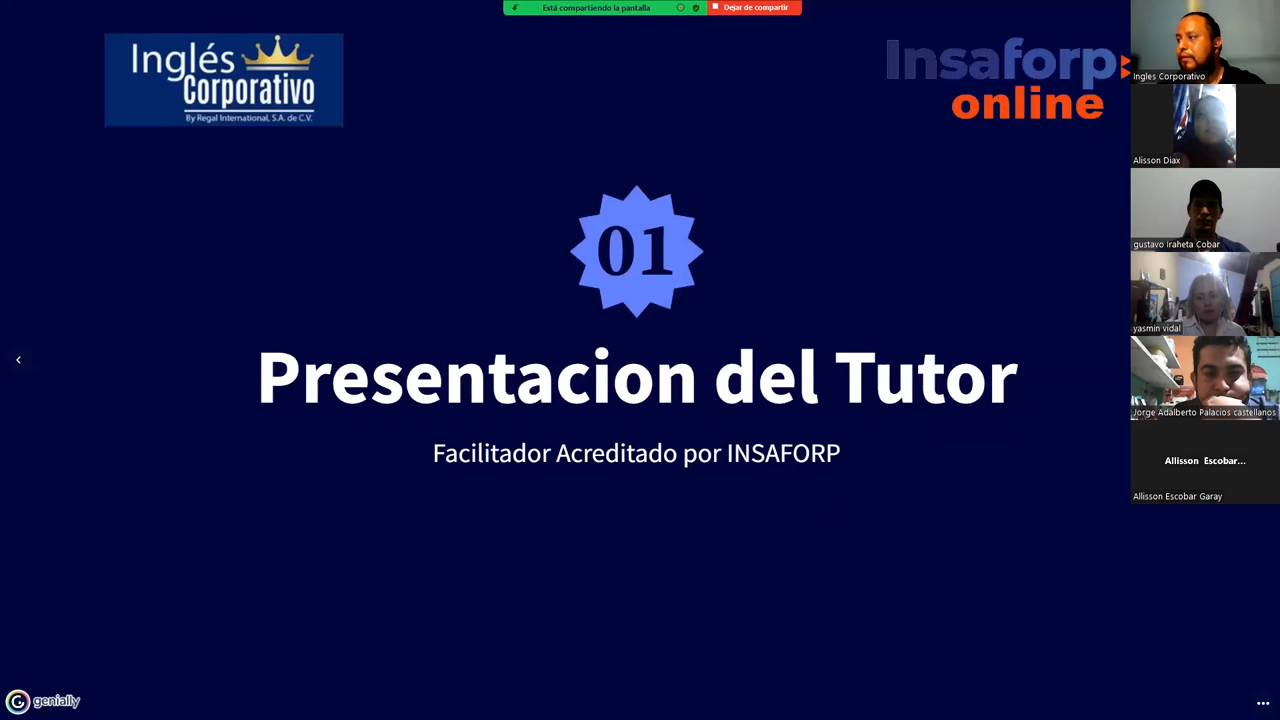 Está compartiendo la pantalla
Dejar de compartir
Inglés
Corporativo
By Regal International, S.A. de C.V.
Insaforp
online
01
Presentacion del Tutor
Facilitador Acreditado por INSAFORP
genially
Ingles Corporativo
Alisson Diax
gustavo iraheta Cobar
yasmin vidal
Jorge Adalberto Palacios castellanos
Allisson Escobar...
Allisson Escobar Garay